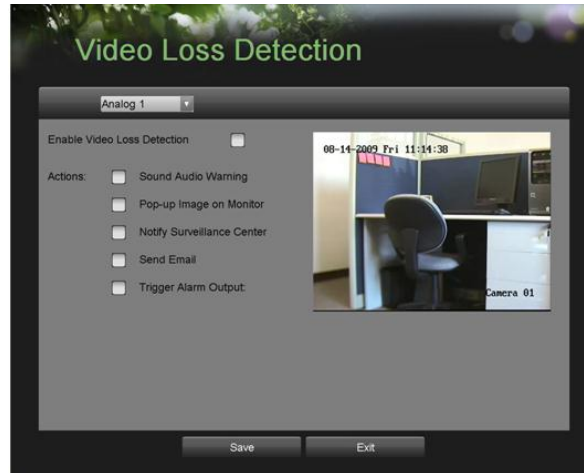 Video Loss Detection
Analog 1
Enable Video Loss Detection
08-14-2009 Fri 11:14:38
Actions:
Sound Audio Warning
Pop-up Image on Monitor
Notify Surveillance Center
Send Email
Trigger Alarm Output:
Camera 01
Save
Exit